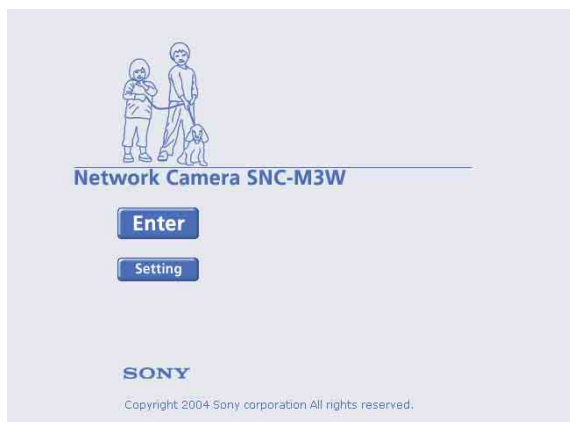 Network Camera SNC-M3W
Enter
Setting
SONY
Copyright 2004 Sony corporation All rights reserved.